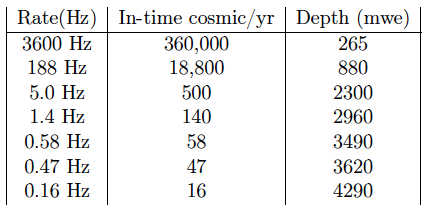 Rate(Hz) In-time cosmic/yr Depth (mwe)
3600 Hz 360,000 265
188 Hz 18,800 880
5.0 Hz 500 2300
1.4 Hz 140 2960
0.58 Hz 58 3490
0.47 Hz 47 3620
0.16 Hz 16 4290